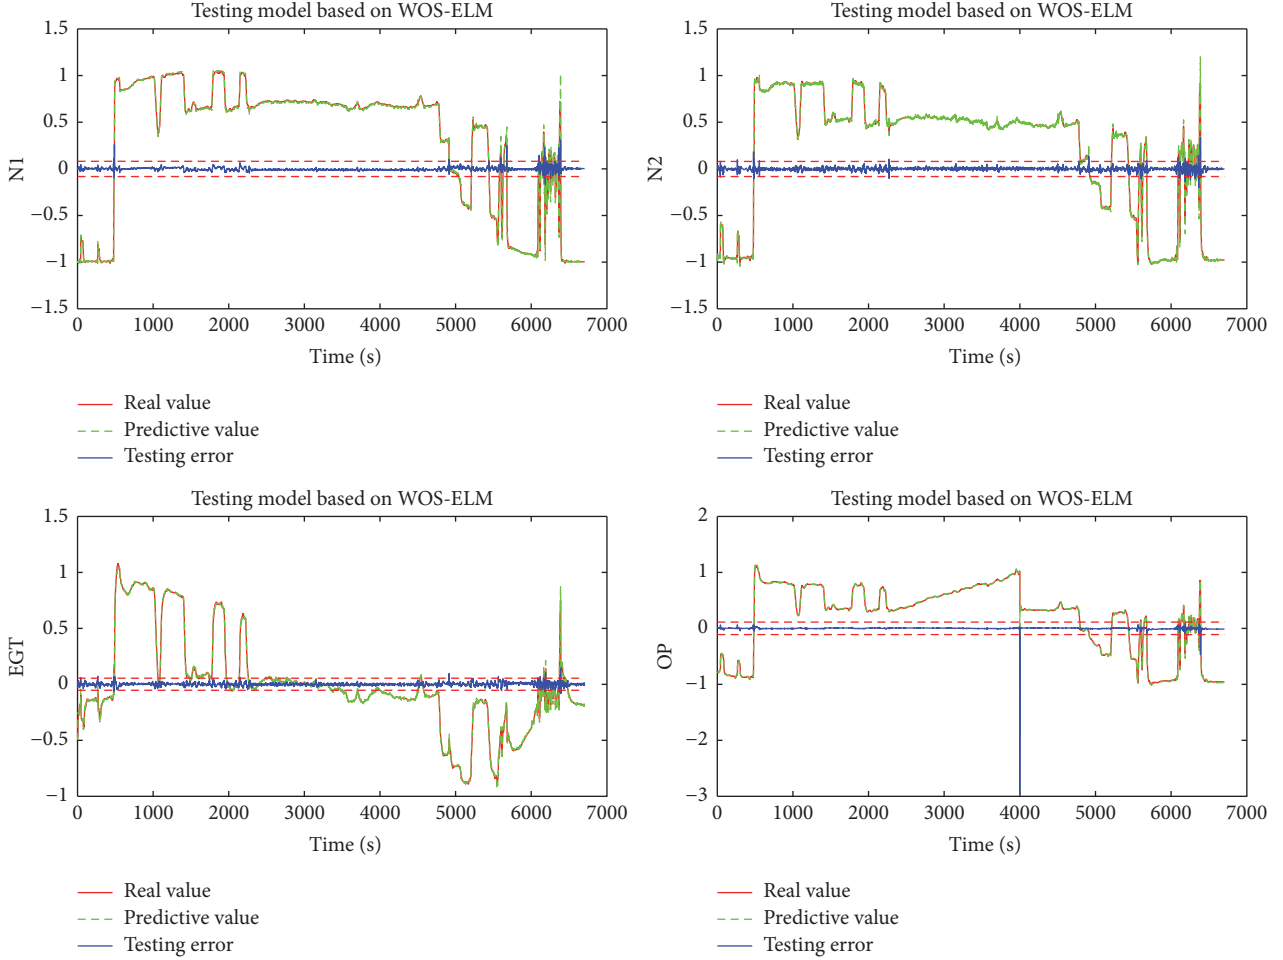 Testing model based on WOS-ELM
1.5
1
0.5
0
−0.5
−1
−1.5
N1
0 1000 2000 3000 4000 5000 6000 7000
Time (s)
Real value
Predictive value
Testing error
Testing model based on WOS-ELM
1.5
1
0.5
0
−0.5
−1
−1.5
N2
0 1000 2000 3000 4000 5000 6000 7000
Time (s)
Real value
Predictive value
Testing error
Testing model based on WOS-ELM
1.5
1
0.5
0
−0.5
−1
EGT
0 1000 2000 3000 4000 5000 6000 7000
Time (s)
Real value
Predictive value
Testing error
Testing model based on WOS-ELM
2
1
0
−1
−2
−3
OP
0 1000 2000 3000 4000 5000 6000 7000
Time (s)
Real value
Predictive value
Testing error